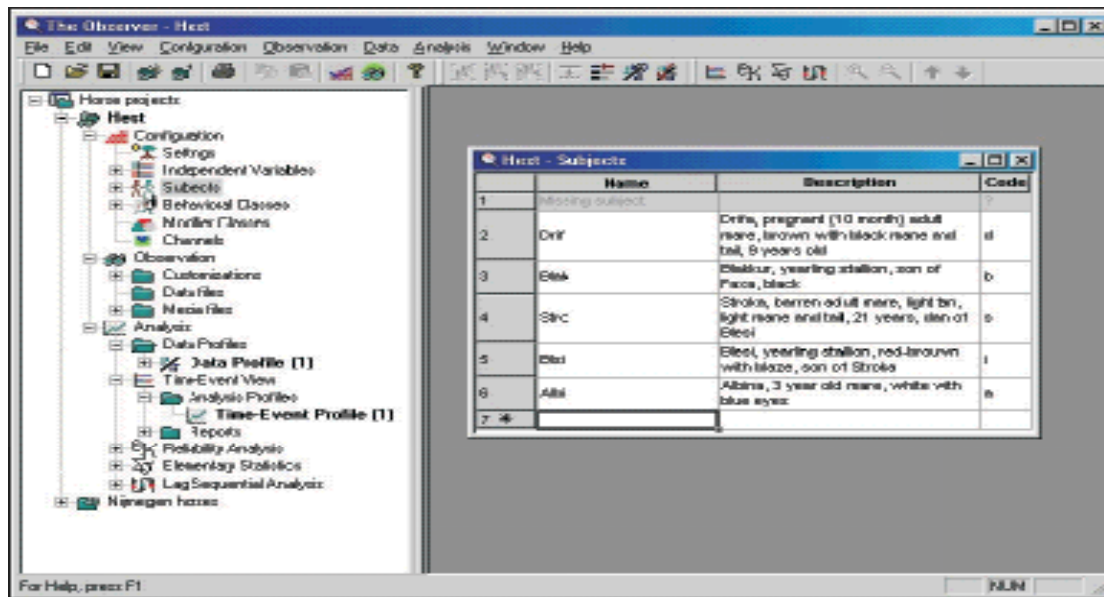 The Observer - Hest
File Edit View Configuration Observation Data Analysis Window Help
Horse projects
Hest
Configuration
Settings
Independent Variables
Subjects
Behavioral Classes
Modifier Classes
Channels
Observation
Customizations
Data files
Media files
Analysis
Data Profiles
Data Profile [1]
Time-Event View
Analysis Profiles
Time-Event Profile [1]
Reports
Reliability Analysis
Elementary Statistics
Lag Sequential Analysis
Nijmegen horses
Hest - Subjects
Name Description Code
1 Missing subject ?
2 Drif Drifa, pregnant (10 month) adult d
mare, brown with black mane and
tail, 9 years old
3 Blakkur, yearling stallion, son of b
Faxa, black
4 Stroka, barren adult mare, light tan, s
light mane and tail, 21 years, dan of
Blesi
5 Blesi, yearling stallion, red-brouwn
with blaze, son of Stroka
6 Albina, 3 year old mare, white with a
blue eyes
7 *
For Help, press F1 NUM